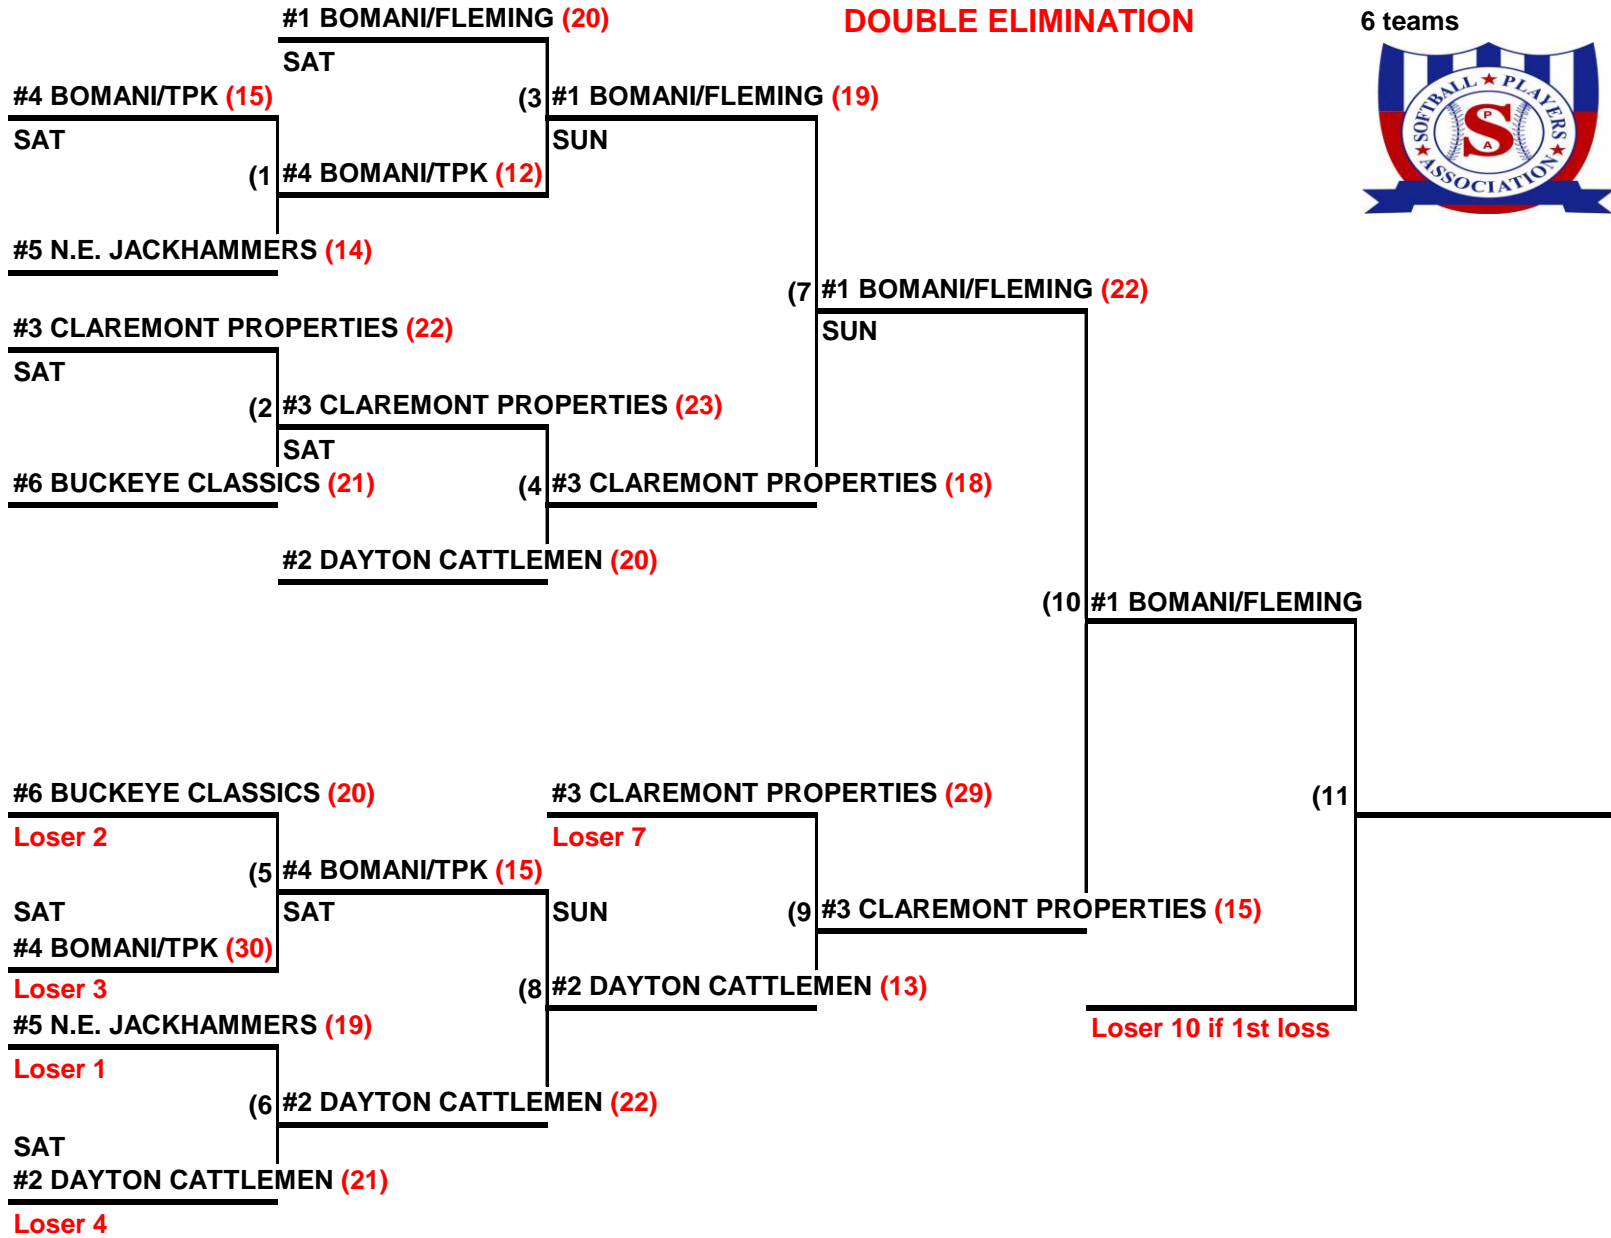 #1 BOMANI/FLEMING (20)
DOUBLE ELIMINATION
6 teams
SAT
#4 BOMANI/TPK (15)
(3 #1 BOMANI/FLEMING (19)
SAT
SUN
(1 #4 BOMANI/TPK (12)
#5 N.E. JACKHAMMERS (14)
SOFTBALL ★ PLAYERS ★ ASSOCIATION ★
S
P
A
(7 #1 BOMANI/FLEMING (22)
#3 CLAREMONT PROPERTIES (22)
SUN
SAT
(2 #3 CLAREMONT PROPERTIES (23)
SAT
#6 BUCKEYE CLASSICS (21)
(4 #3 CLAREMONT PROPERTIES (18)
#2 DAYTON CATTLEMEN (20)
(10 #1 BOMANI/FLEMING
#6 BUCKEYE CLASSICS (20)
#3 CLAREMONT PROPERTIES (29)
(11
Loser 2
Loser 7
(5 #4 BOMANI/TPK (15)
SAT
SAT
SUN
(9 #3 CLAREMONT PROPERTIES (15)
#4 BOMANI/TPK (30)
Loser 3
(8 #2 DAYTON CATTLEMEN (13)
#5 N.E. JACKHAMMERS (19)
Loser 10 if 1st loss
Loser 1
(6 #2 DAYTON CATTLEMEN (22)
SAT
#2 DAYTON CATTLEMEN (21)
Loser 4